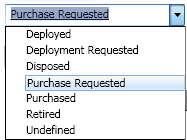 Purchase Requested
Deployed
Deployment Requested
Disposed
Purchase Requested
Purchased
Retired
Undefined